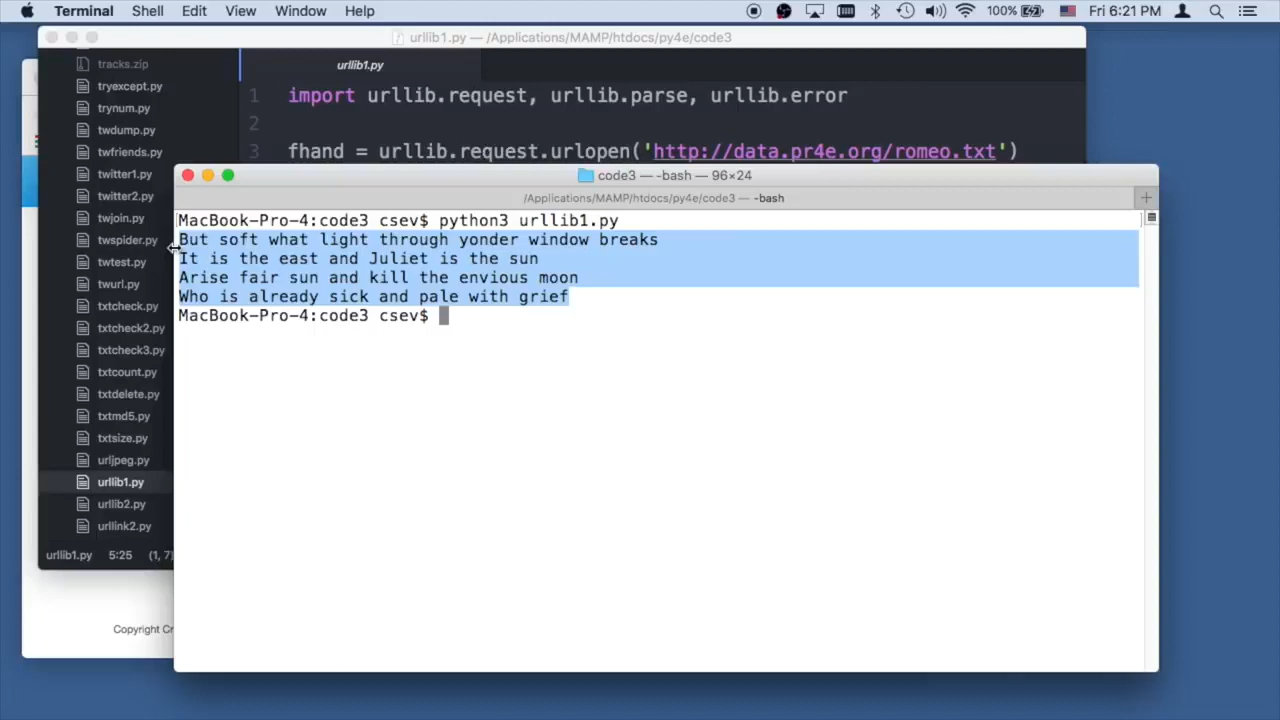 Terminal Shell Edit View Window Help 100% Fri 6:21 PM
urllib1.py — /Applications/MAMP/htdocs/py4e/code3
tracks.zip
tryexcept.py
trynum.py
twdump.py
twfriends.py
twitter1.py
twitter2.py
twjoin.py
twspider.py
twtest.py
twurl.py
txtcheck.py
txtcheck2.py
txtcheck3.py
txtcount.py
txtdelete.py
txtmd5.py
txtsize.py
urljpeg.py
urllib1.py
urllib2.py
urllink2.py
urllib1.py 5:25 (1, 7)
urllib1.py
1 import urllib.request, urllib.parse, urllib.error
2
3 fhand = urllib.request.urlopen('http://data.pr4e.org/romeo.txt')
code3 — -bash — 96×24
/Applications/MAMP/htdocs/py4e/code3 — -bash
MacBook-Pro-4:code3 csev$ python3 urllib1.py
But soft what light through yonder window breaks
It is the east and Juliet is the sun
Arise fair sun and kill the envious moon
Who is already sick and pale with grief
MacBook-Pro-4:code3 csev$
Copyright